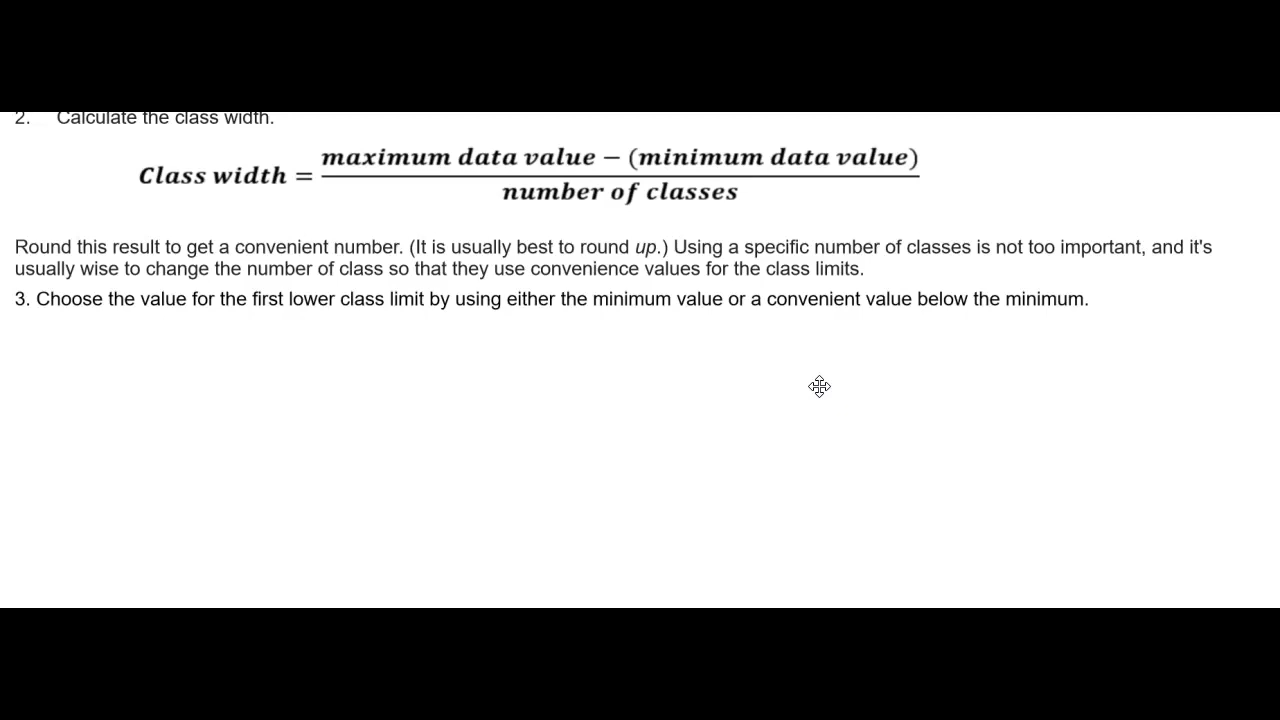 2. Calculate the class width.
Class width = maximum data value − (minimum data value) / number of classes
Round this result to get a convenient number. (It is usually best to round up.) Using a specific number of classes is not too important, and it's
usually wise to change the number of class so that they use convenience values for the class limits.
3. Choose the value for the first lower class limit by using either the minimum value or a convenient value below the minimum.